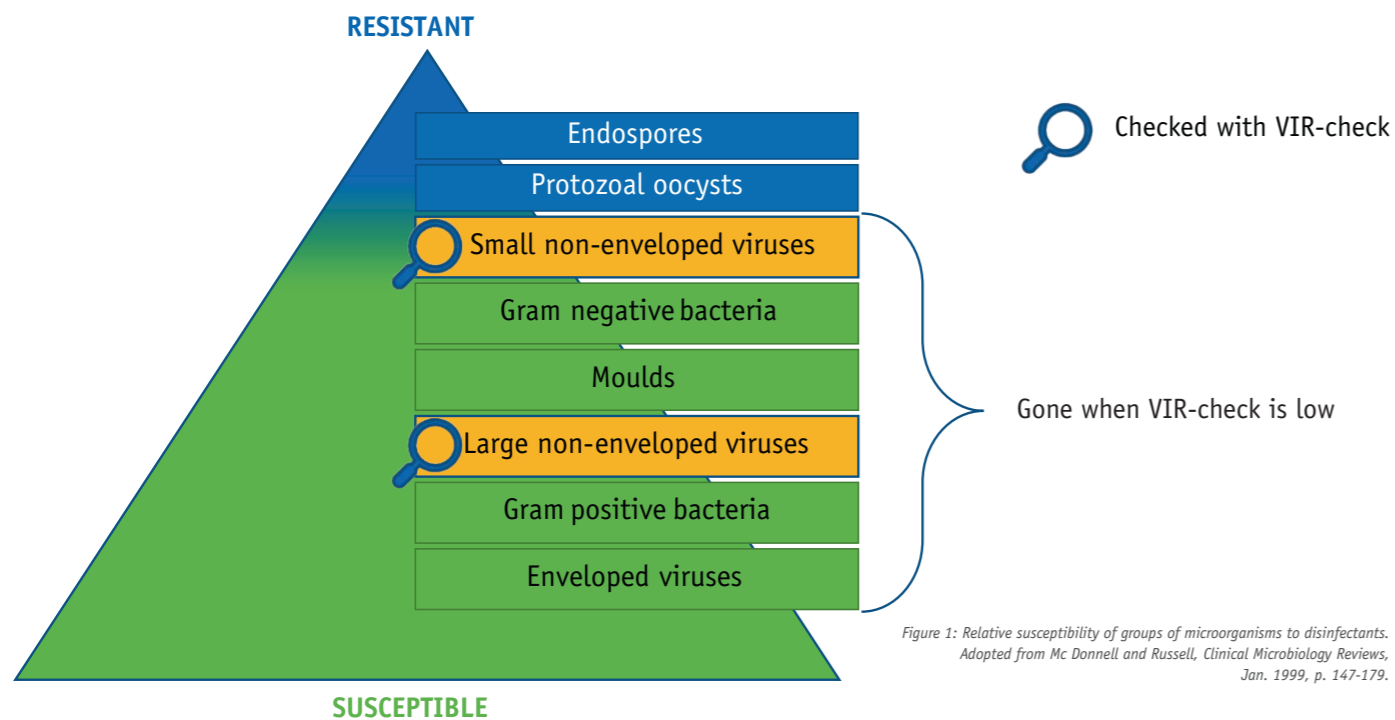 RESISTANT
Endospores
Checked with VIR-check
Protozoal oocysts
Small non-enveloped viruses
Gram negative bacteria
Moulds
Gone when VIR-check is low
Large non-enveloped viruses
Gram positive bacteria
Enveloped viruses
Figure 1: Relative susceptibility of groups of microorganisms to disinfectants.
Adopted from Mc Donnell and Russell, Clinical Microbiology Reviews,
Jan. 1999, p. 147-179.
SUSCEPTIBLE